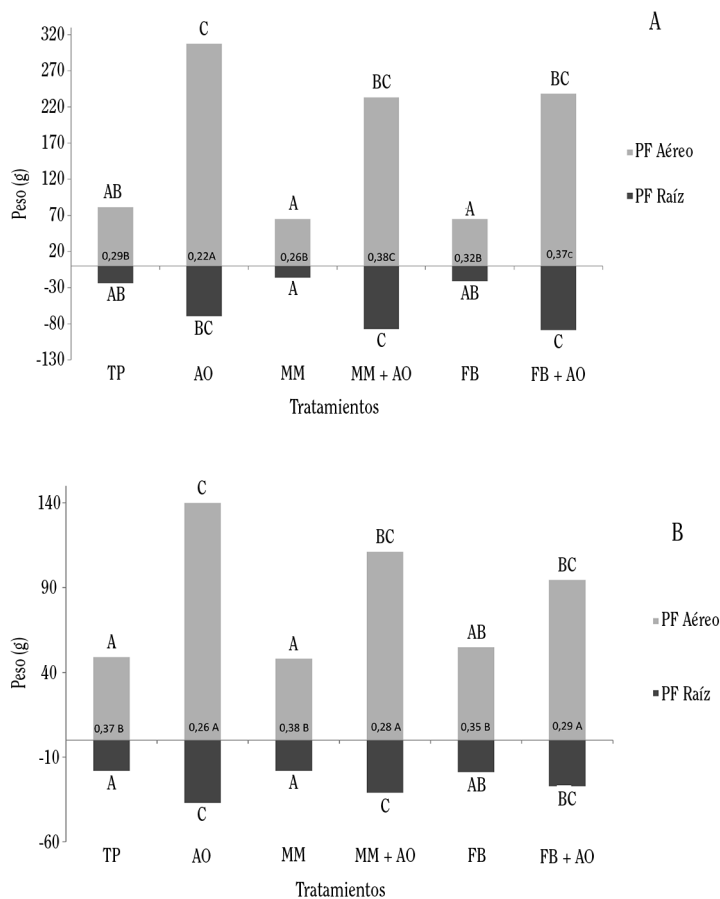 A
320
270
220
170
120
70
20
-30
-80
-130
Peso (g)
AB C A BC A BC
0,29B 0,22A 0,26B 0,38C 0,32B 0,37c
AB BC A C AB C
TP AO MM MM + AO FB FB + AO
Tratamientos
PF Aéreo
PF Raíz
B
140
90
40
-10
-60
Peso (g)
A C A BC AB BC
0,37 B 0,26 A 0,38 B 0,28 A 0,35 B 0,29 A
A C A C AB BC
TP AO MM MM + AO FB FB + AO
Tratamientos
PF Aéreo
PF Raíz